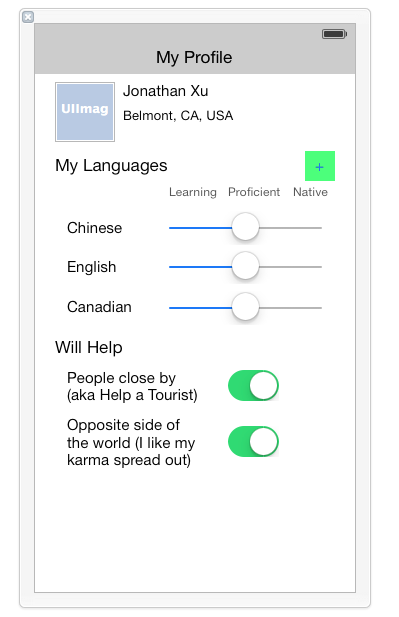 My Profile
UIImag
Jonathan Xu
Belmont, CA, USA
My Languages
+
Learning Proficient Native
Chinese
English
Canadian
Will Help
People close by
(aka Help a Tourist)
Opposite side of
the world (I like my
karma spread out)